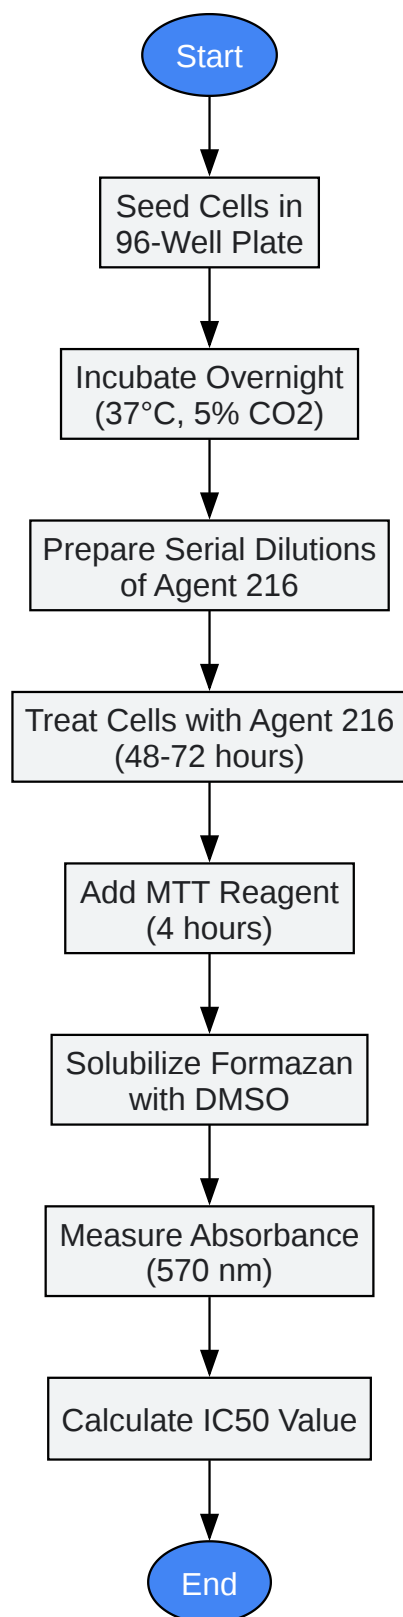 Start
Seed Cells in
96-Well Plate
Incubate Overnight
(37°C, 5% CO2)
Prepare Serial Dilutions
of Agent 216
Treat Cells with Agent 216
(48-72 hours)
Add MTT Reagent
(4 hours)
Solubilize Formazan
with DMSO
Measure Absorbance
(570 nm)
Calculate IC50 Value
End